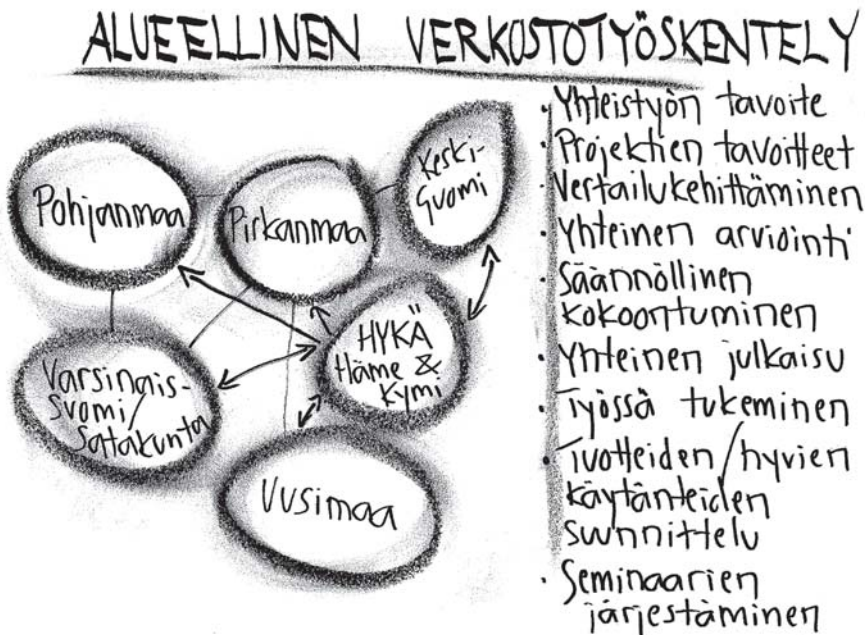 ALUEELLINEN VERKOSTOTYÖSKENTELY
Pohjanmaa
Pirkanmaa
Keski-
Suomi
HYKÄ
Häme &
Kymi
Varsinais-
Suomi/
Satakunta
Uusimaa
• Yhteistyön tavoite
• Projektien tavoitteet
• Vertailukehittäminen
• Yhteinen arviointi
• Säännöllinen
kokoontuminen
• Yhteinen julkaisu
• Työssä tukeminen
• Tuotteiden/hyvien
käytänteiden
suunnittelu
• Seminaarien
järjestäminen